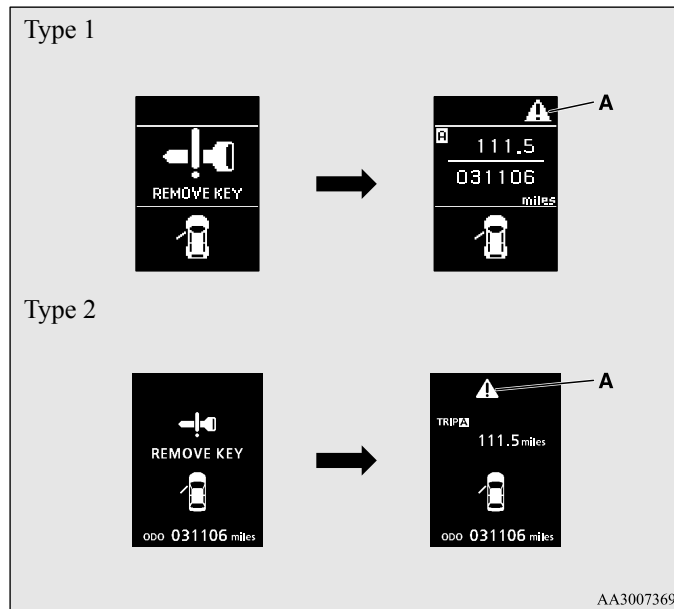 Type 1
REMOVE KEY
A
A
111.5
031106
miles
Type 2
REMOVE KEY
ODO 031106 miles
A
TRIP A
111.5 miles
ODO 031106 miles
AA3007369